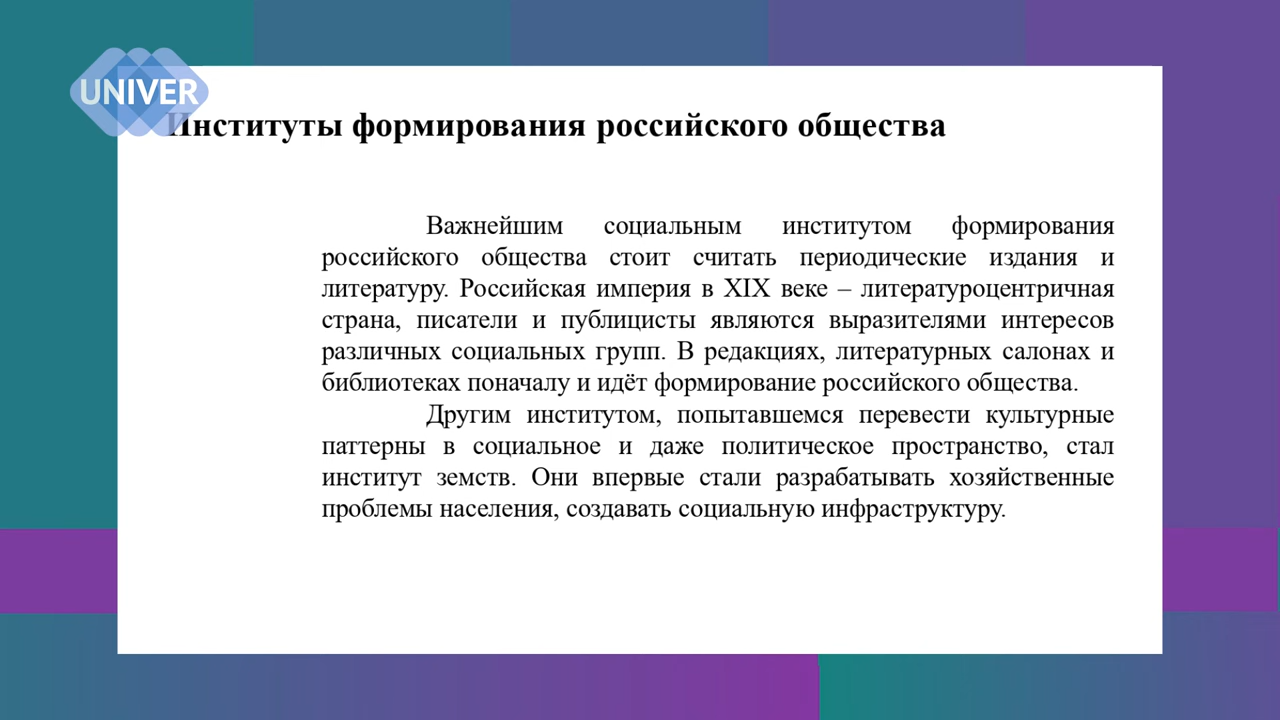 UNIVER
Институты формирования российского общества
Важнейшим социальным институтом формирования
российского общества стоит считать периодические издания и
литературу. Российская империя в XIX веке – литературоцентричная
страна, писатели и публицисты являются выразителями интересов
различных социальных групп. В редакциях, литературных салонах и
библиотеках поначалу и идёт формирование российского общества.
Другим институтом, попытавшемся перевести культурные
паттерны в социальное и даже политическое пространство, стал
институт земств. Они впервые стали разрабатывать хозяйственные
проблемы населения, создавать социальную инфраструктуру.